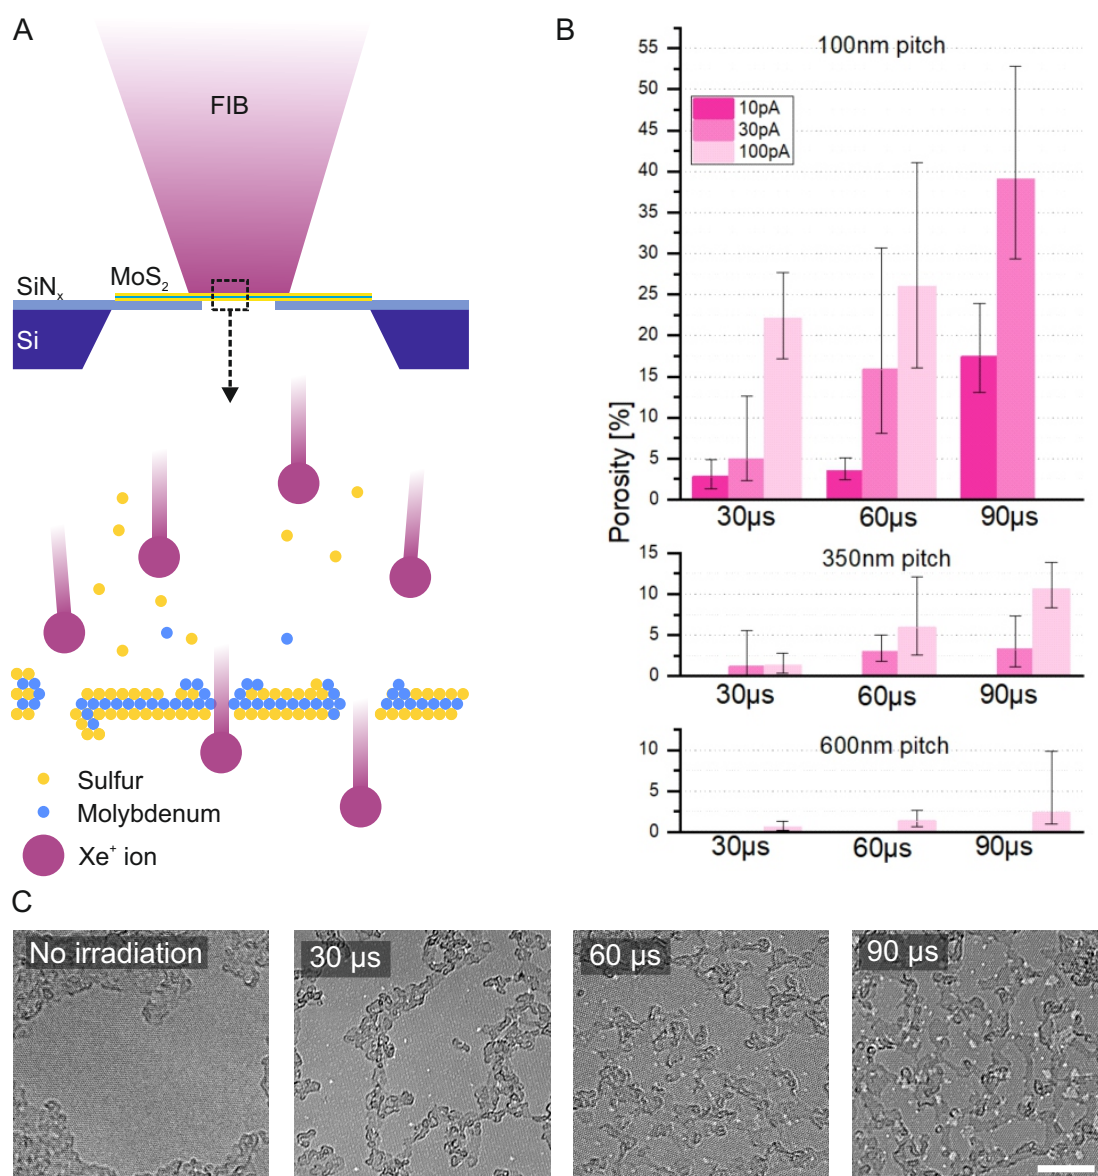 A
FIB
SiNx
MoS2
Si
Sulfur
Molybdenum
Xe+ ion
B
100nm pitch
10pA
30pA
100pA
55
50
45
40
35
30
25
20
15
10
5
0
30µs
60µs
90µs
Porosity [%]
350nm pitch
15
10
5
0
30µs
60µs
90µs
600nm pitch
10
5
0
30µs
60µs
90µs
C
No irradiation
30 µs
60 µs
90 µs